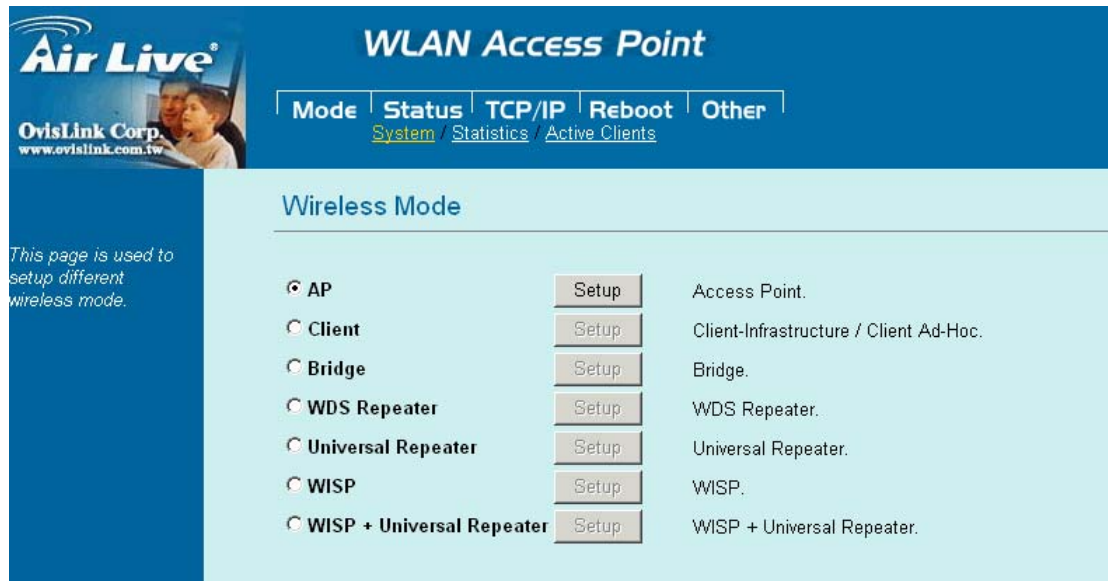 Air Live®
OvisLink Corp.
www.ovislink.com.tw
WLAN Access Point
Mode Status TCP/IP Reboot Other
System / Statistics / Active Clients
This page is used to
setup different
wireless mode.
Wireless Mode
AP Setup Access Point.
Client Setup Client-Infrastructure / Client Ad-Hoc.
Bridge Setup Bridge.
WDS Repeater Setup WDS Repeater.
Universal Repeater Setup Universal Repeater.
WISP Setup WISP.
WISP + Universal Repeater Setup WISP + Universal Repeater.